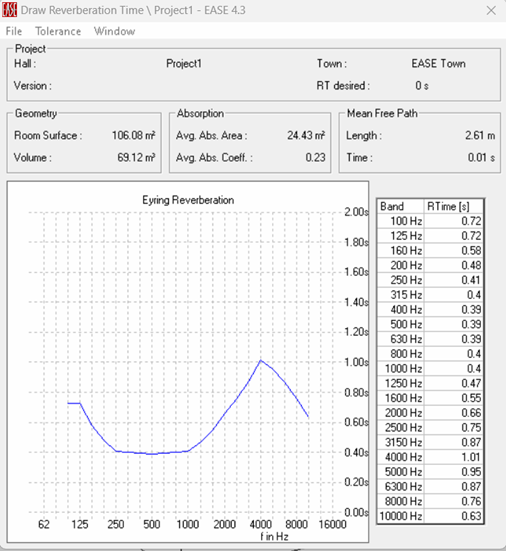 EASE Draw Reverberation Time \ Project1 - EASE 4.3
File Tolerance Window
Project
Hall : Project1 Town : EASE Town
Version : RT desired : 0 s
Geometry
Room Surface : 106.08 m²
Volume : 69.12 m³
Absorption
Avg. Abs. Area : 24.43 m²
Avg. Abs. Coeff. : 0.23
Mean Free Path
Length : 2.61 m
Time : 0.01 s
Eyring Reverberation
2.00s
1.80s
1.60s
1.40s
1.20s
1.00s
0.80s
0.60s
0.40s
0.20s
0.00s
62 125 250 500 1000 2000 4000 8000 16000
f in Hz
Band RTime [s]
100 Hz 0.72
125 Hz 0.72
160 Hz 0.58
200 Hz 0.48
250 Hz 0.41
315 Hz 0.4
400 Hz 0.39
500 Hz 0.39
630 Hz 0.39
800 Hz 0.4
1000 Hz 0.4
1250 Hz 0.47
1600 Hz 0.55
2000 Hz 0.66
2500 Hz 0.75
3150 Hz 0.87
4000 Hz 1.01
5000 Hz 0.95
6300 Hz 0.87
8000 Hz 0.76
10000 Hz 0.63